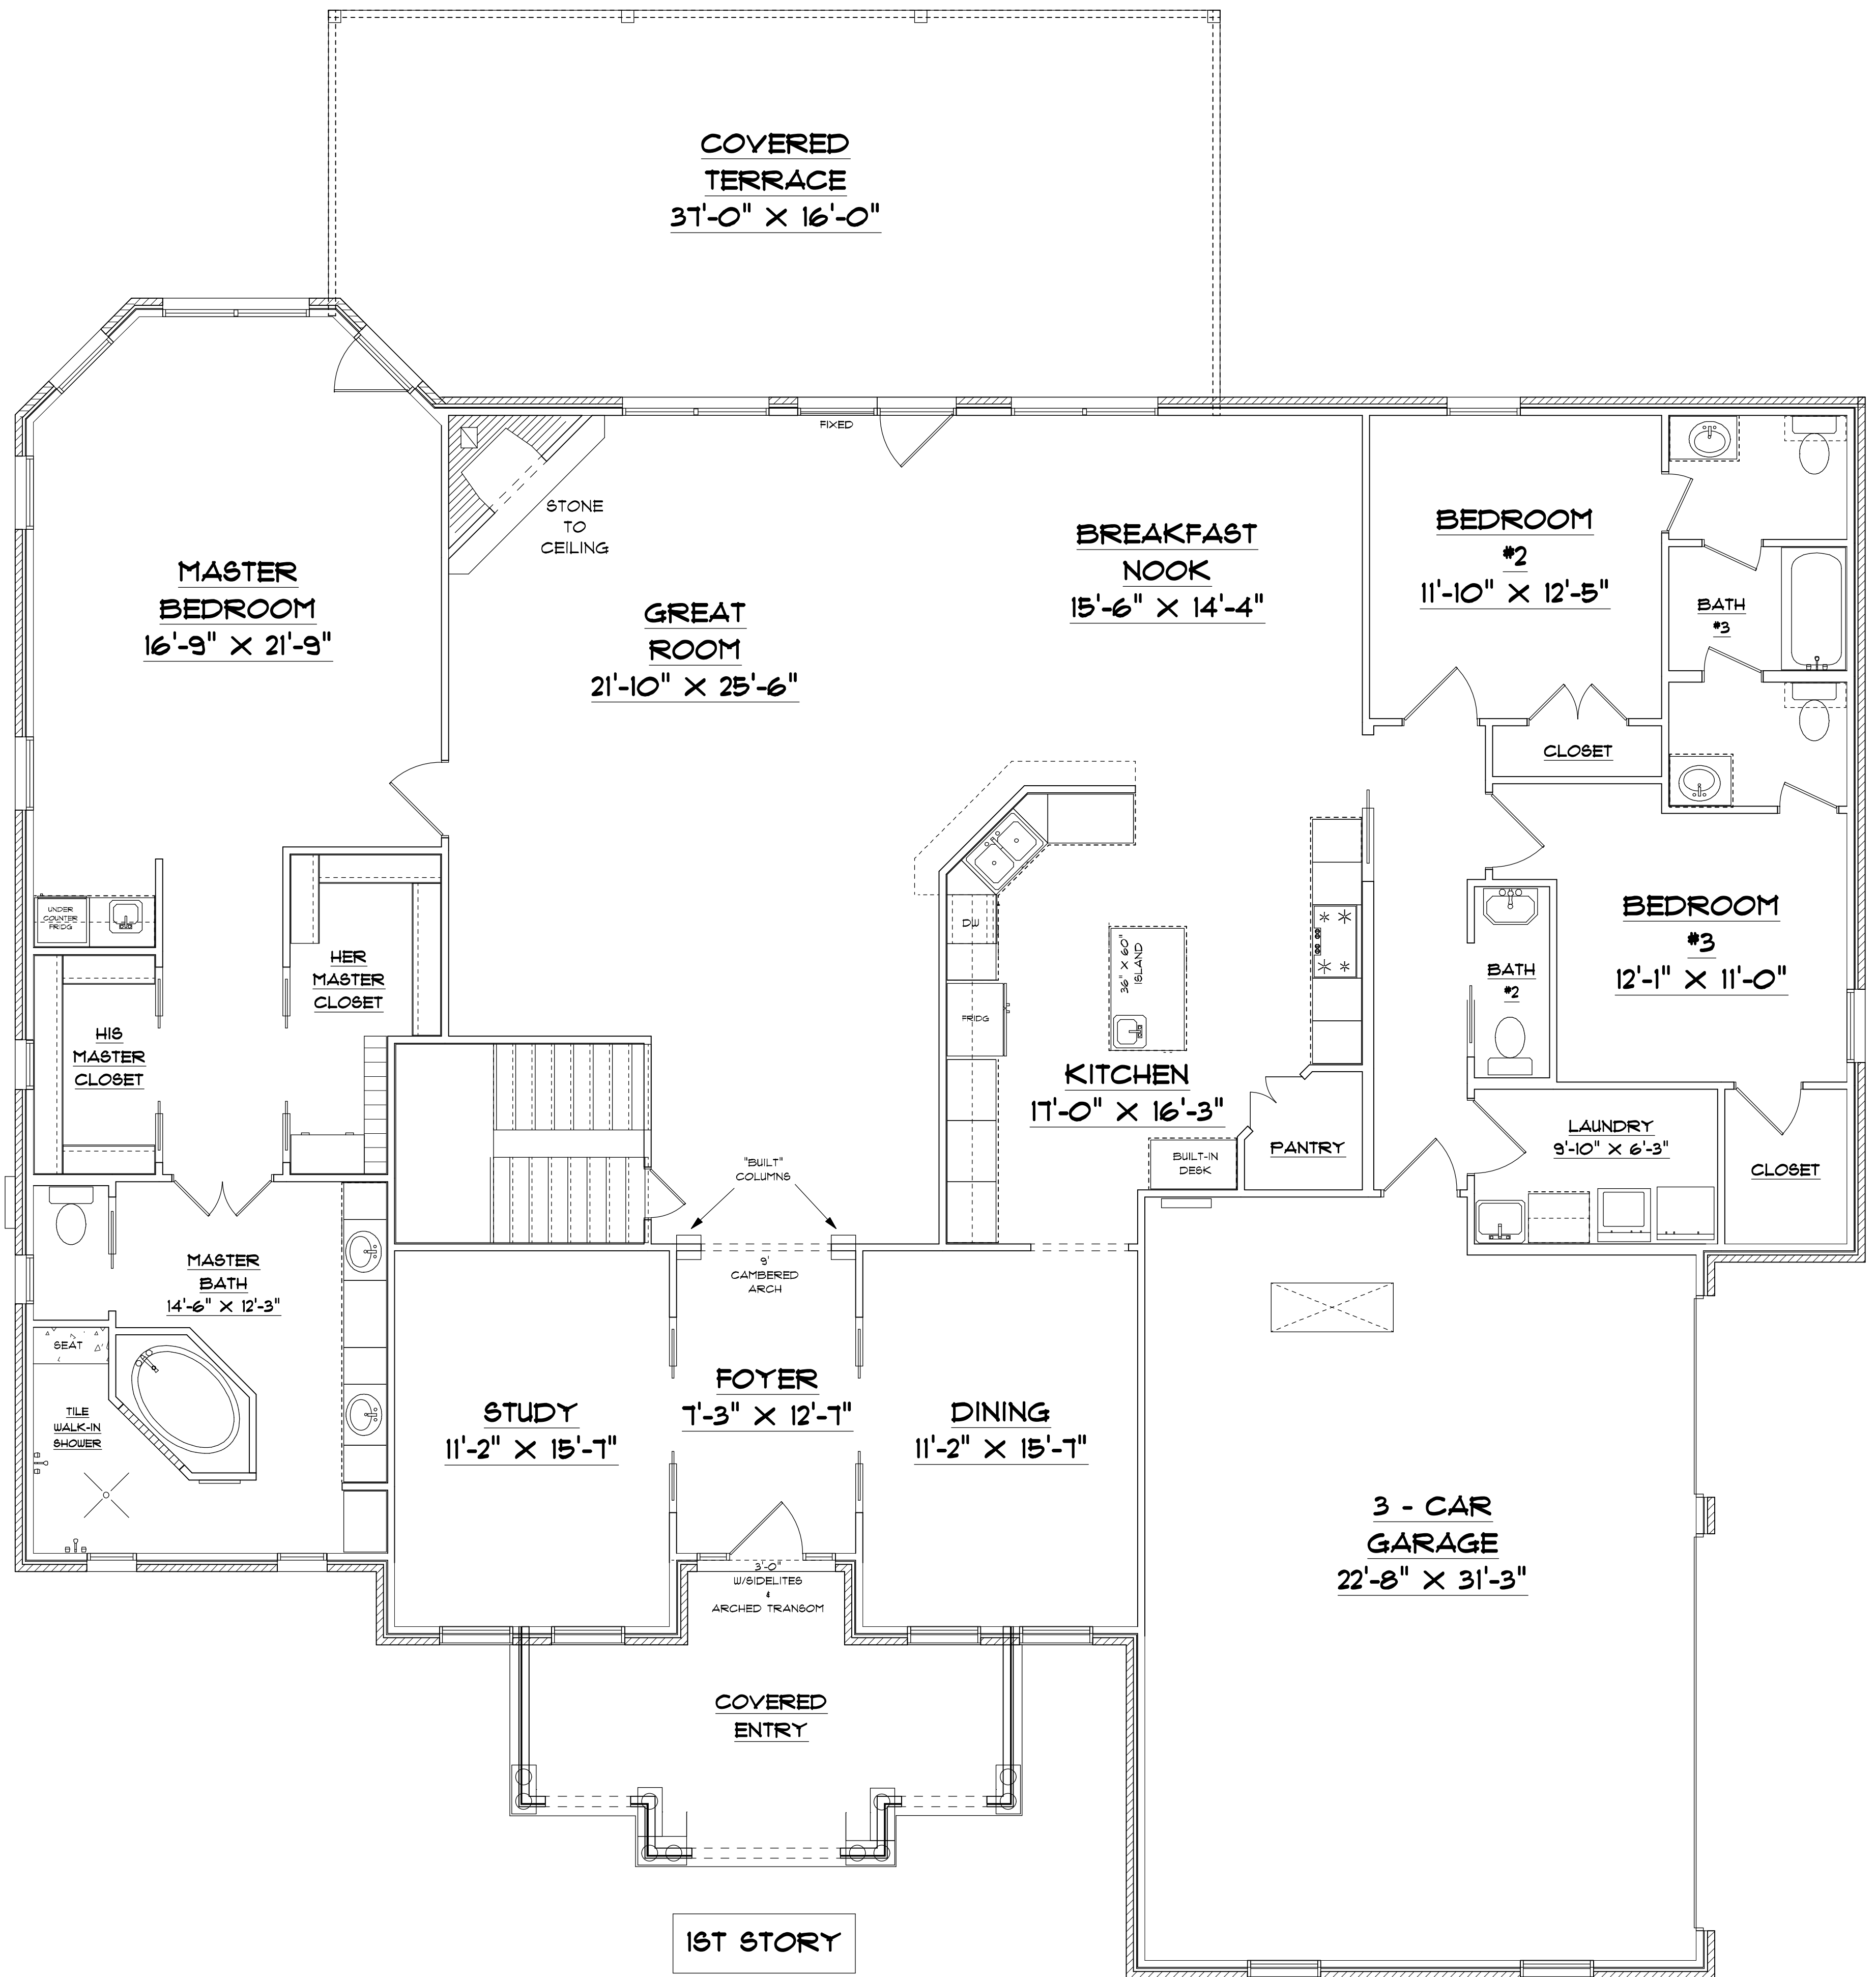 COVERED
TERRACE
37'-0" X 16'-0"
FIXED
STONE
TO
CEILING
MASTER
BEDROOM
16'-9" X 21'-9"
GREAT
ROOM
21'-10" X 25'-6"
BREAKFAST
NOOK
15'-6" X 14'-4"
BEDROOM
#2
11'-10" X 12'-5"
BATH
#3
CLOSET
UNDER
COUNTER
FRIDG
HER
MASTER
CLOSET
HIS
MASTER
CLOSET
DW
FRIDG
36" X 60"
ISLAND
KITCHEN
17'-0" X 16'-3"
BUILT-IN
DESK
PANTRY
BATH
#2
BEDROOM
#3
12'-1" X 11'-0"
LAUNDRY
9'-10" X 6'-3"
CLOSET
"BUILT"
COLUMNS
9'
CAMBERED
ARCH
MASTER
BATH
14'-6" X 12'-3"
SEAT
TILE
WALK-IN
SHOWER
STUDY
11'-2" X 15'-7"
FOYER
7'-3" X 12'-7"
DINING
11'-2" X 15'-7"
3 - CAR
GARAGE
22'-8" X 31'-3"
3'-0"
W/SIDELITES
&
ARCHED TRANSOM
COVERED
ENTRY
1ST STORY